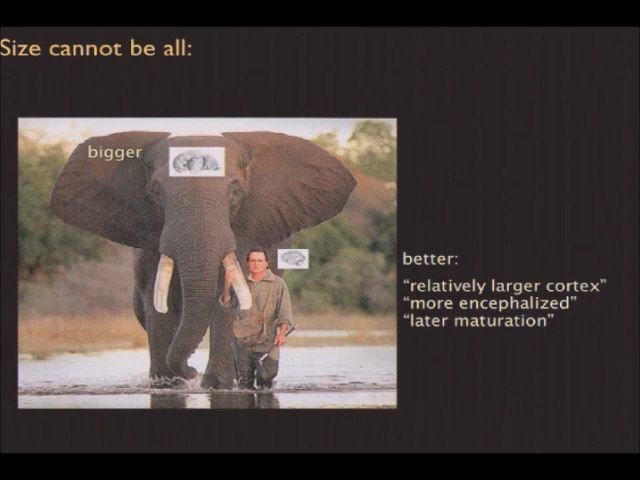 Size cannot be all:
bigger
better:
“relatively larger cortex”
“more encephalized”
“later maturation”